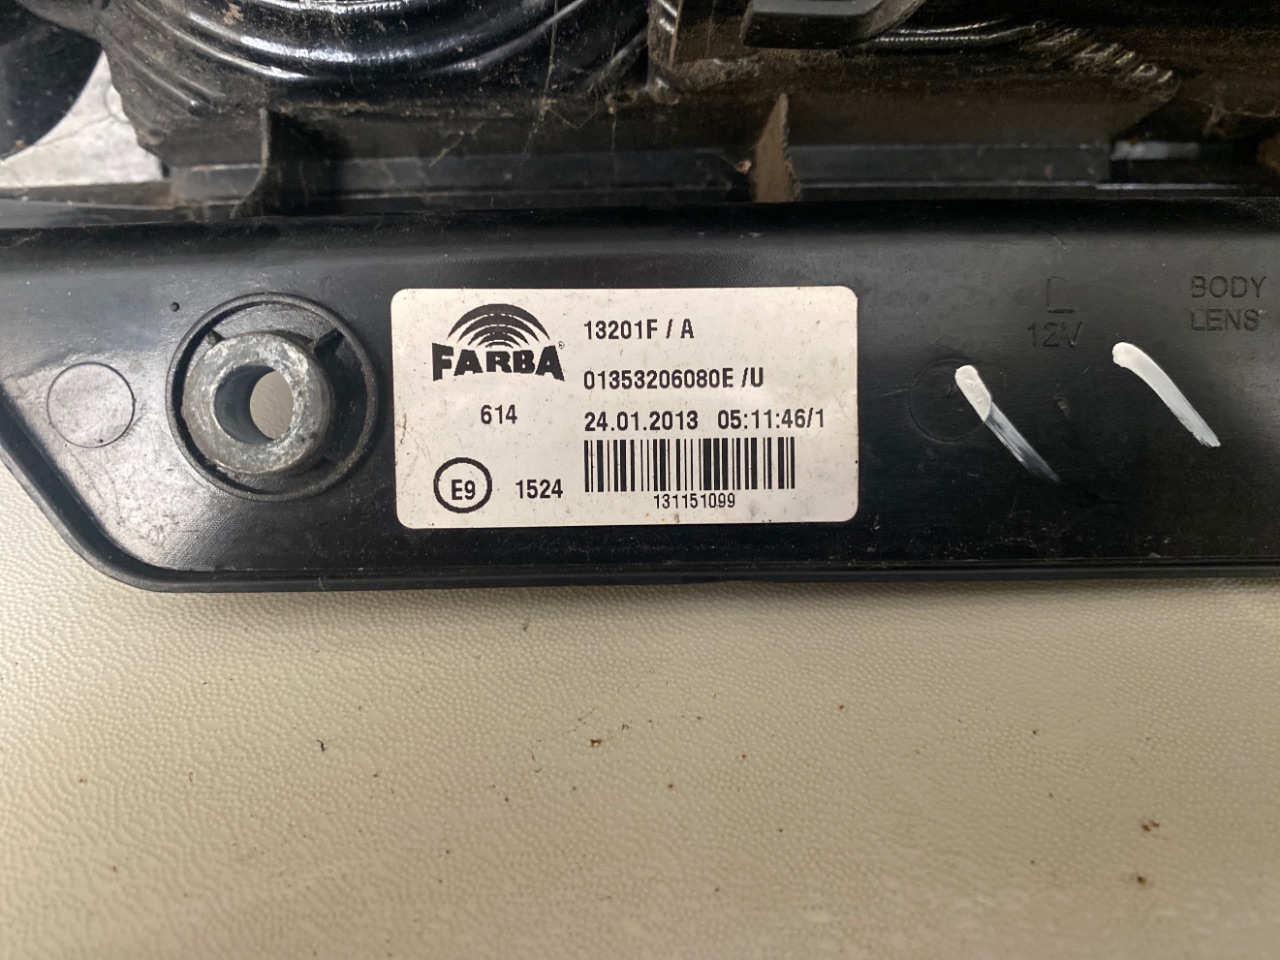 FARBA®
13201F / A
01353206080E /U
614
24.01.2013 05:11:46/1
E9
1524
131151099
12V
BODY
LENS